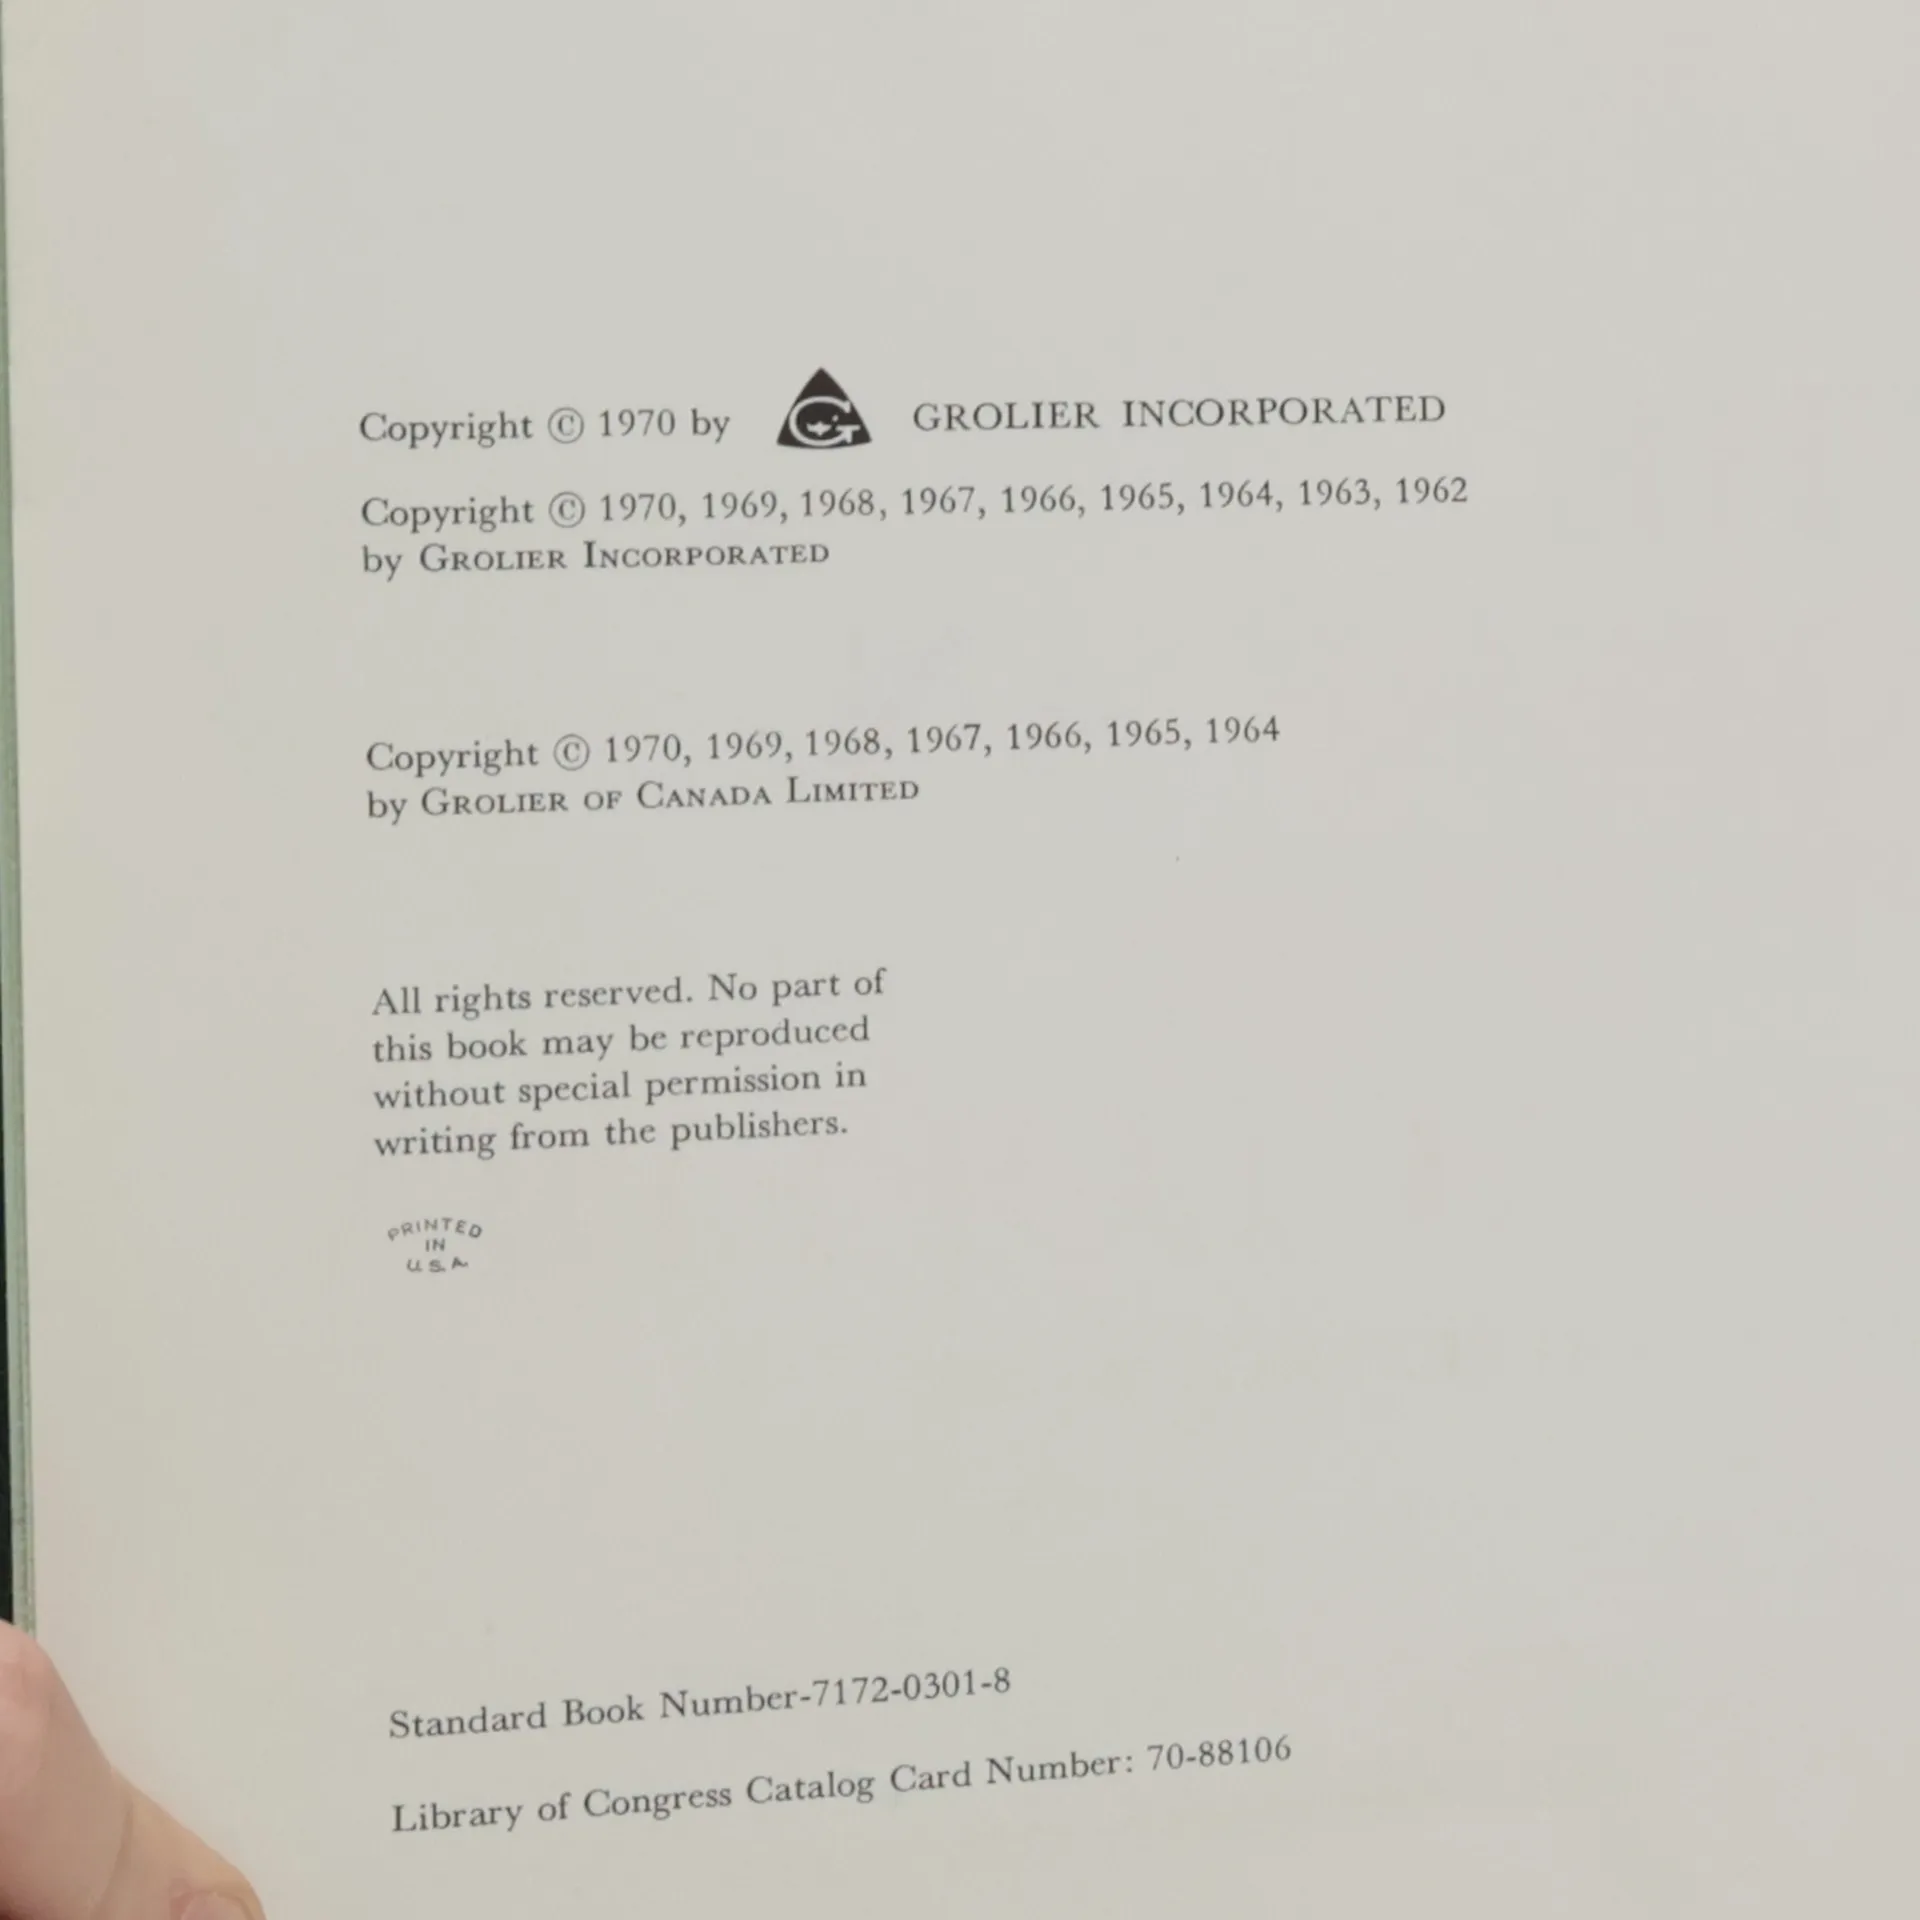 Copyright © 1970 by G GROLIER INCORPORATED
Copyright © 1970, 1969, 1968, 1967, 1966, 1965, 1964, 1963, 1962
by GROLIER INCORPORATED
Copyright © 1970, 1969, 1968, 1967, 1966, 1965, 1964
by GROLIER OF CANADA LIMITED
All rights reserved. No part of
this book may be reproduced
without special permission in
writing from the publishers.
PRINTED
IN
U.S.A
Standard Book Number-7172-0301-8
Library of Congress Catalog Card Number: 70-88106